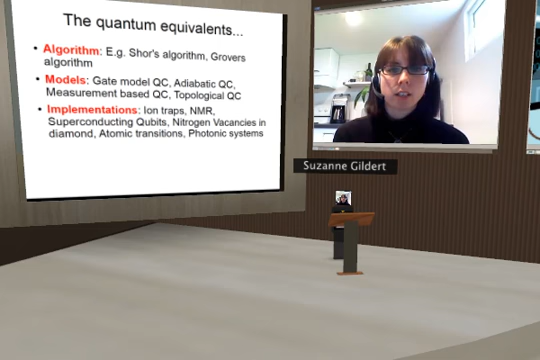 The quantum equivalents...
• Algorithm: E.g. Shor's algorithm, Grovers
algorithm
• Models: Gate model QC, Adiabatic QC,
Measurement based QC, Topological QC
• Implementations: Ion traps, NMR,
Superconducting Qubits, Nitrogen Vacancies in
diamond, Atomic transitions, Photonic systems
Suzanne Gildert